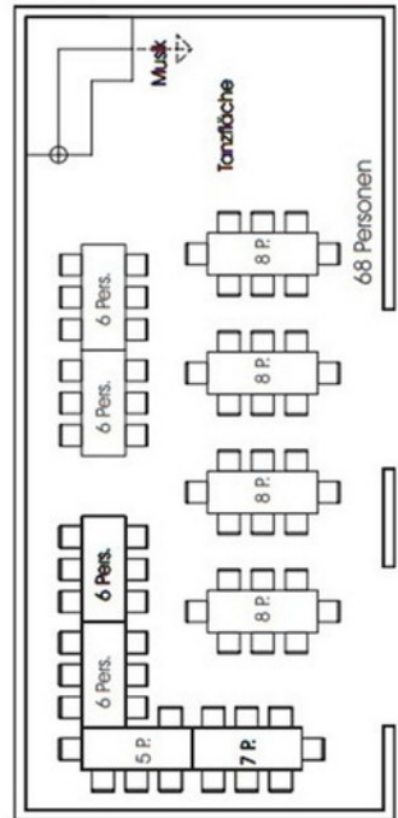 Musik
Tanzfläche
68 Personen
8 P.
6 Pers.
6 Pers.
8 P.
8 P.
6 Pers.
8 P.
6 Pers.
5 P.
7 P.